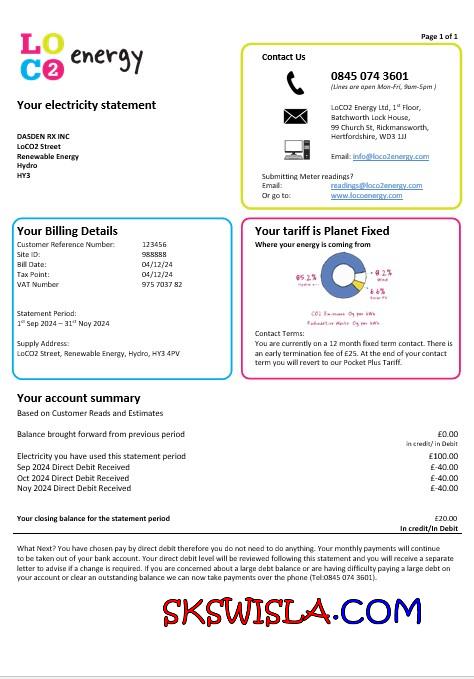 Page 1 of 1
LO
CO2 energy
Your electricity statement
DASDEN RX INC
LoCO2 Street
Renewable Energy
Hydro
HY3
Contact Us
0845 074 3601
(Lines are open Mon-Fri, 9am-5pm )
LoCO2 Energy Ltd, 1st Floor,
Batchworth Lock House,
99 Church St, Rickmansworth,
Hertfordshire, WD3 1JJ
Email: info@loco2energy.com
Submitting Meter readings?
Email: readings@loco2energy.com
Or go to: www.locoenergy.com
Your Billing Details
Customer Reference Number: 123456
Site ID: 988888
Bill Date: 04/12/24
Tax Point: 04/12/24
VAT Number 975 7037 82
Statement Period:
1st Sep 2024 – 31st Nov 2024
Supply Address:
LoCO2 Street, Renewable Energy, Hydro, HY3 4PV
Your tariff is Planet Fixed
Where your energy is coming from
85.2%
8.2%
Wind
6.6%
Solar PV
CO2 Emissions 0g per kWh
Radioactive Waste 0g per kWh
Contact Terms:
You are currently on a 12 month fixed term contact. There is
an early termination fee of £25. At the end of your contact
term you will revert to our Pocket Plus Tariff.
Your account summary
Based on Customer Reads and Estimates
Balance brought forward from previous period £0.00
in credit/ in Debit
Electricity you have used this statement period £100.00
Sep 2024 Direct Debit Received £-40.00
Oct 2024 Direct Debit Received £-40.00
Noy 2024 Direct Debit Received £-40.00
Your closing balance for the statement period £20.00
In credit/In Debit
What Next? You have chosen pay by direct debit therefore you do not need to do anything. Your monthly payments will continue
to be taken out of your bank account. Your direct debit level will be reviewed following this statement and you will receive a separate
letter to advise if a change is required. If you are concerned about a large debit balance or are having difficulty paying a large debt on
your account or clear an outstanding balance we can now take payments over the phone (Tel:0845 074 3601).
SKSWISLA.COM